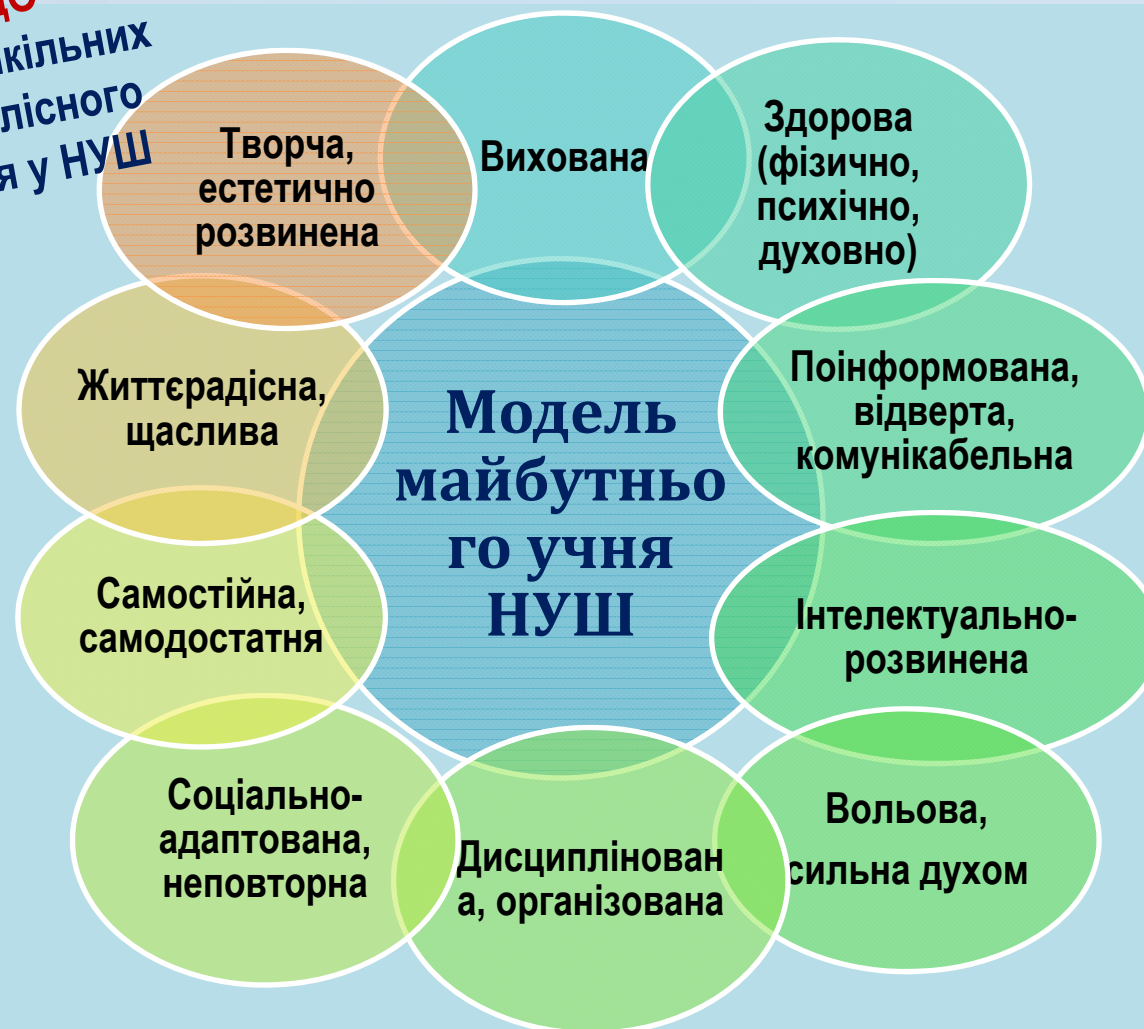 до
кільних
лісного
я у НУШ
Вихована
Здорова
(фізично,
психічно,
духовно)
Поінформована,
відверта,
комунікабельна
Інтелектуально-
розвинена
Вольова,
сильна духом
Дисциплінован
а, організована
Соціально-
адаптована,
неповторна
Самостійна,
самодостатня
Життєрадісна,
щаслива
Творча,
естетично
розвинена
Модель
майбутньо
го учня
НУШ